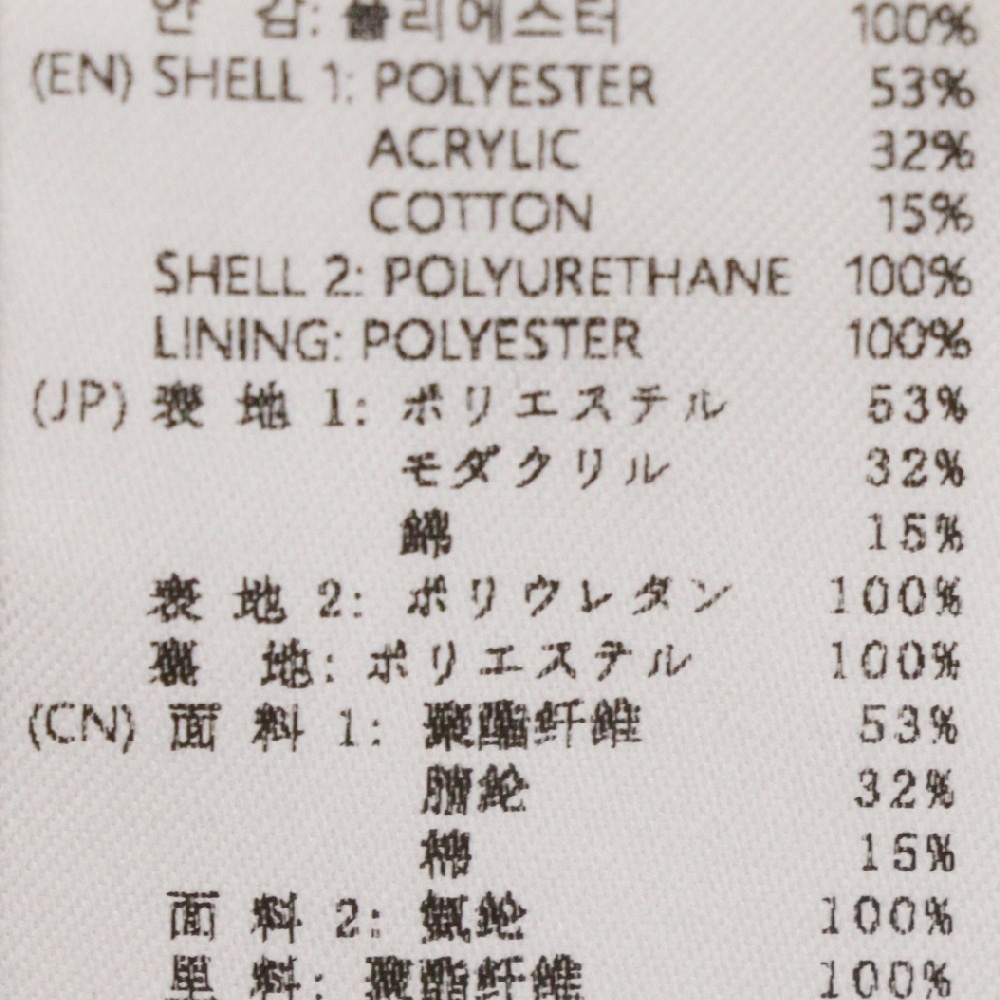 안 감: 폴리에스터 100%
(EN) SHELL 1: POLYESTER 53%
ACRYLIC 32%
COTTON 15%
SHELL 2: POLYURETHANE 100%
LINING: POLYESTER 100%
(JP) 表 地 1: ポリエステル 53%
モダクリル 32%
綿 15%
表 地 2: ポリウレタン 100%
裏 地: ポリエステル 100%
(CN) 面 料 1: 聚酯纤維 53%
腈纶 32%
棉 15%
面 料 2: 氨纶 100%
里 料: 聚酯纤維 100%